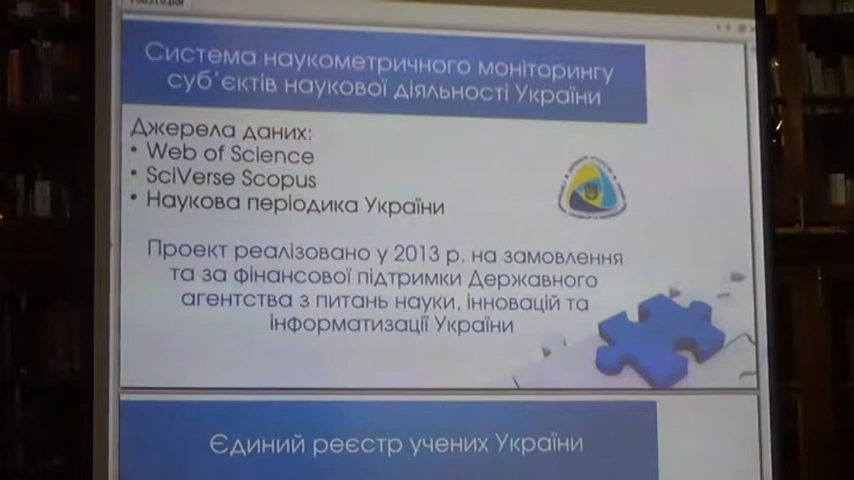 Система наукометричного моніторингу
суб'єктів наукової діяльності України
Джерела даних:
• Web of Science
• SciVerse Scopus
• Наукова періодика України
Проект реалізовано у 2013 р. на замовлення
та за фінансової підтримки Державного
агентства з питань науки, інновацій та
інформатизації України
Єдиний реєстр учених України